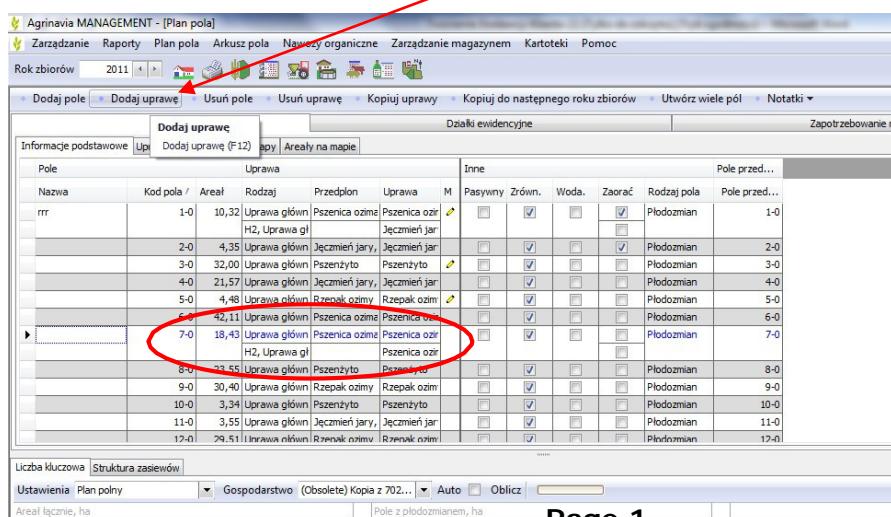 Agrinavia MANAGEMENT - [Plan pola]
Zarządzanie Raporty Plan pola Arkusz pola Nawozy organiczne Zarządzanie magazynem Kartoteki Pomoc
Rok zbiorów 2011
Dodaj pole Dodaj uprawę Usuń pole Usuń uprawę Kopiuj uprawy Kopiuj do następnego roku zbiorów Utwórz wiele pól Notatki
Dodaj uprawę Działki ewidencyjne Zapotrzebowanie
Informacje podstawowe Dodaj uprawę (F12) Areały na mapie
Pole Uprawa Inne Pole przed...
Nazwa Kod pola / Areał Rodzaj Przedplon Uprawa M Pasywny Zrówn. Woda. Zaorać Rodzaj pola Pole przed...
rrr 1-0 10,32 Uprawa główn Pszenica ozima Pszenica ozir Płodozmian 1-0
H2, Uprawa gł Jęczmień jar
2-0 4,35 Uprawa główn Jęczmień jary, Jęczmień jar Płodozmian 2-0
3-0 32,00 Uprawa główn Pszenżyto Pszenżyto Płodozmian 3-0
4-0 21,57 Uprawa główn Jęczmień jary, Jęczmień jar Płodozmian 4-0
5-0 4,48 Uprawa główn Rzepak ozimy Rzepak ozim Płodozmian 5-0
6-0 42,11 Uprawa główn Pszenica ozima Pszenica ozir Płodozmian 6-0
7-0 18,43 Uprawa główn Pszenica ozima Pszenica ozir Płodozmian 7-0
H2, Uprawa gł Pszenica ozir
8-0 23,55 Uprawa główn Pszenżyto Pszenżyto Płodozmian 8-0
9-0 30,40 Uprawa główn Rzepak ozimy Rzepak ozim Płodozmian 9-0
10-0 3,34 Uprawa główn Pszenżyto Pszenżyto Płodozmian 10-0
11-0 3,55 Uprawa główn Jęczmień jary, Jęczmień jar Płodozmian 11-0
12-0 29,51 Uprawa główn Rzepak ozimy Rzepak ozim Płodozmian 12-0
Liczba kluczowa Struktura zasiewów
Ustawienia Plan polny Gospodarstwo (Obsolete) Kopia z 702... Auto Oblicz
Areał łącznie, ha Pole z płodozmianem, ha Page 1